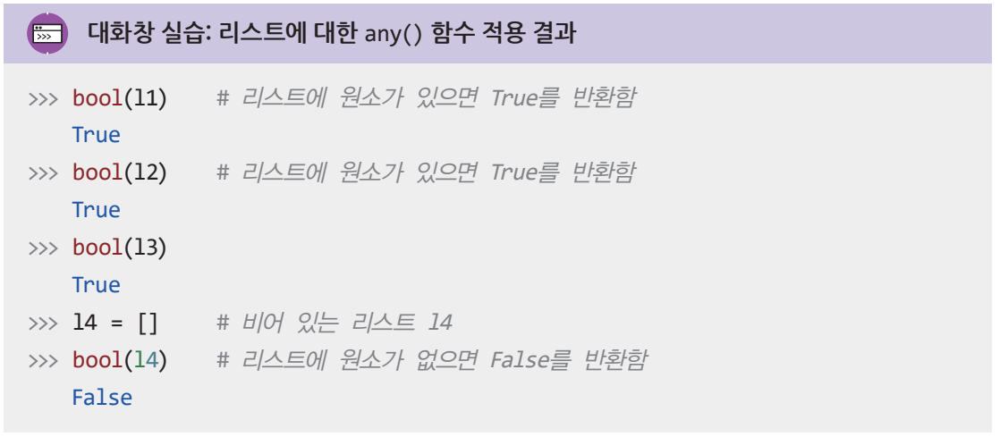 대화창 실습: 리스트에 대한 any() 함수 적용 결과
>>> bool(l1)    # 리스트에 원소가 있으면 True를 반환함
    True
>>> bool(l2)    # 리스트에 원소가 있으면 True를 반환함
    True
>>> bool(l3)
    True
>>> l4 = []     # 비어 있는 리스트 l4
>>> bool(l4)    # 리스트에 원소가 없으면 False를 반환함
    False